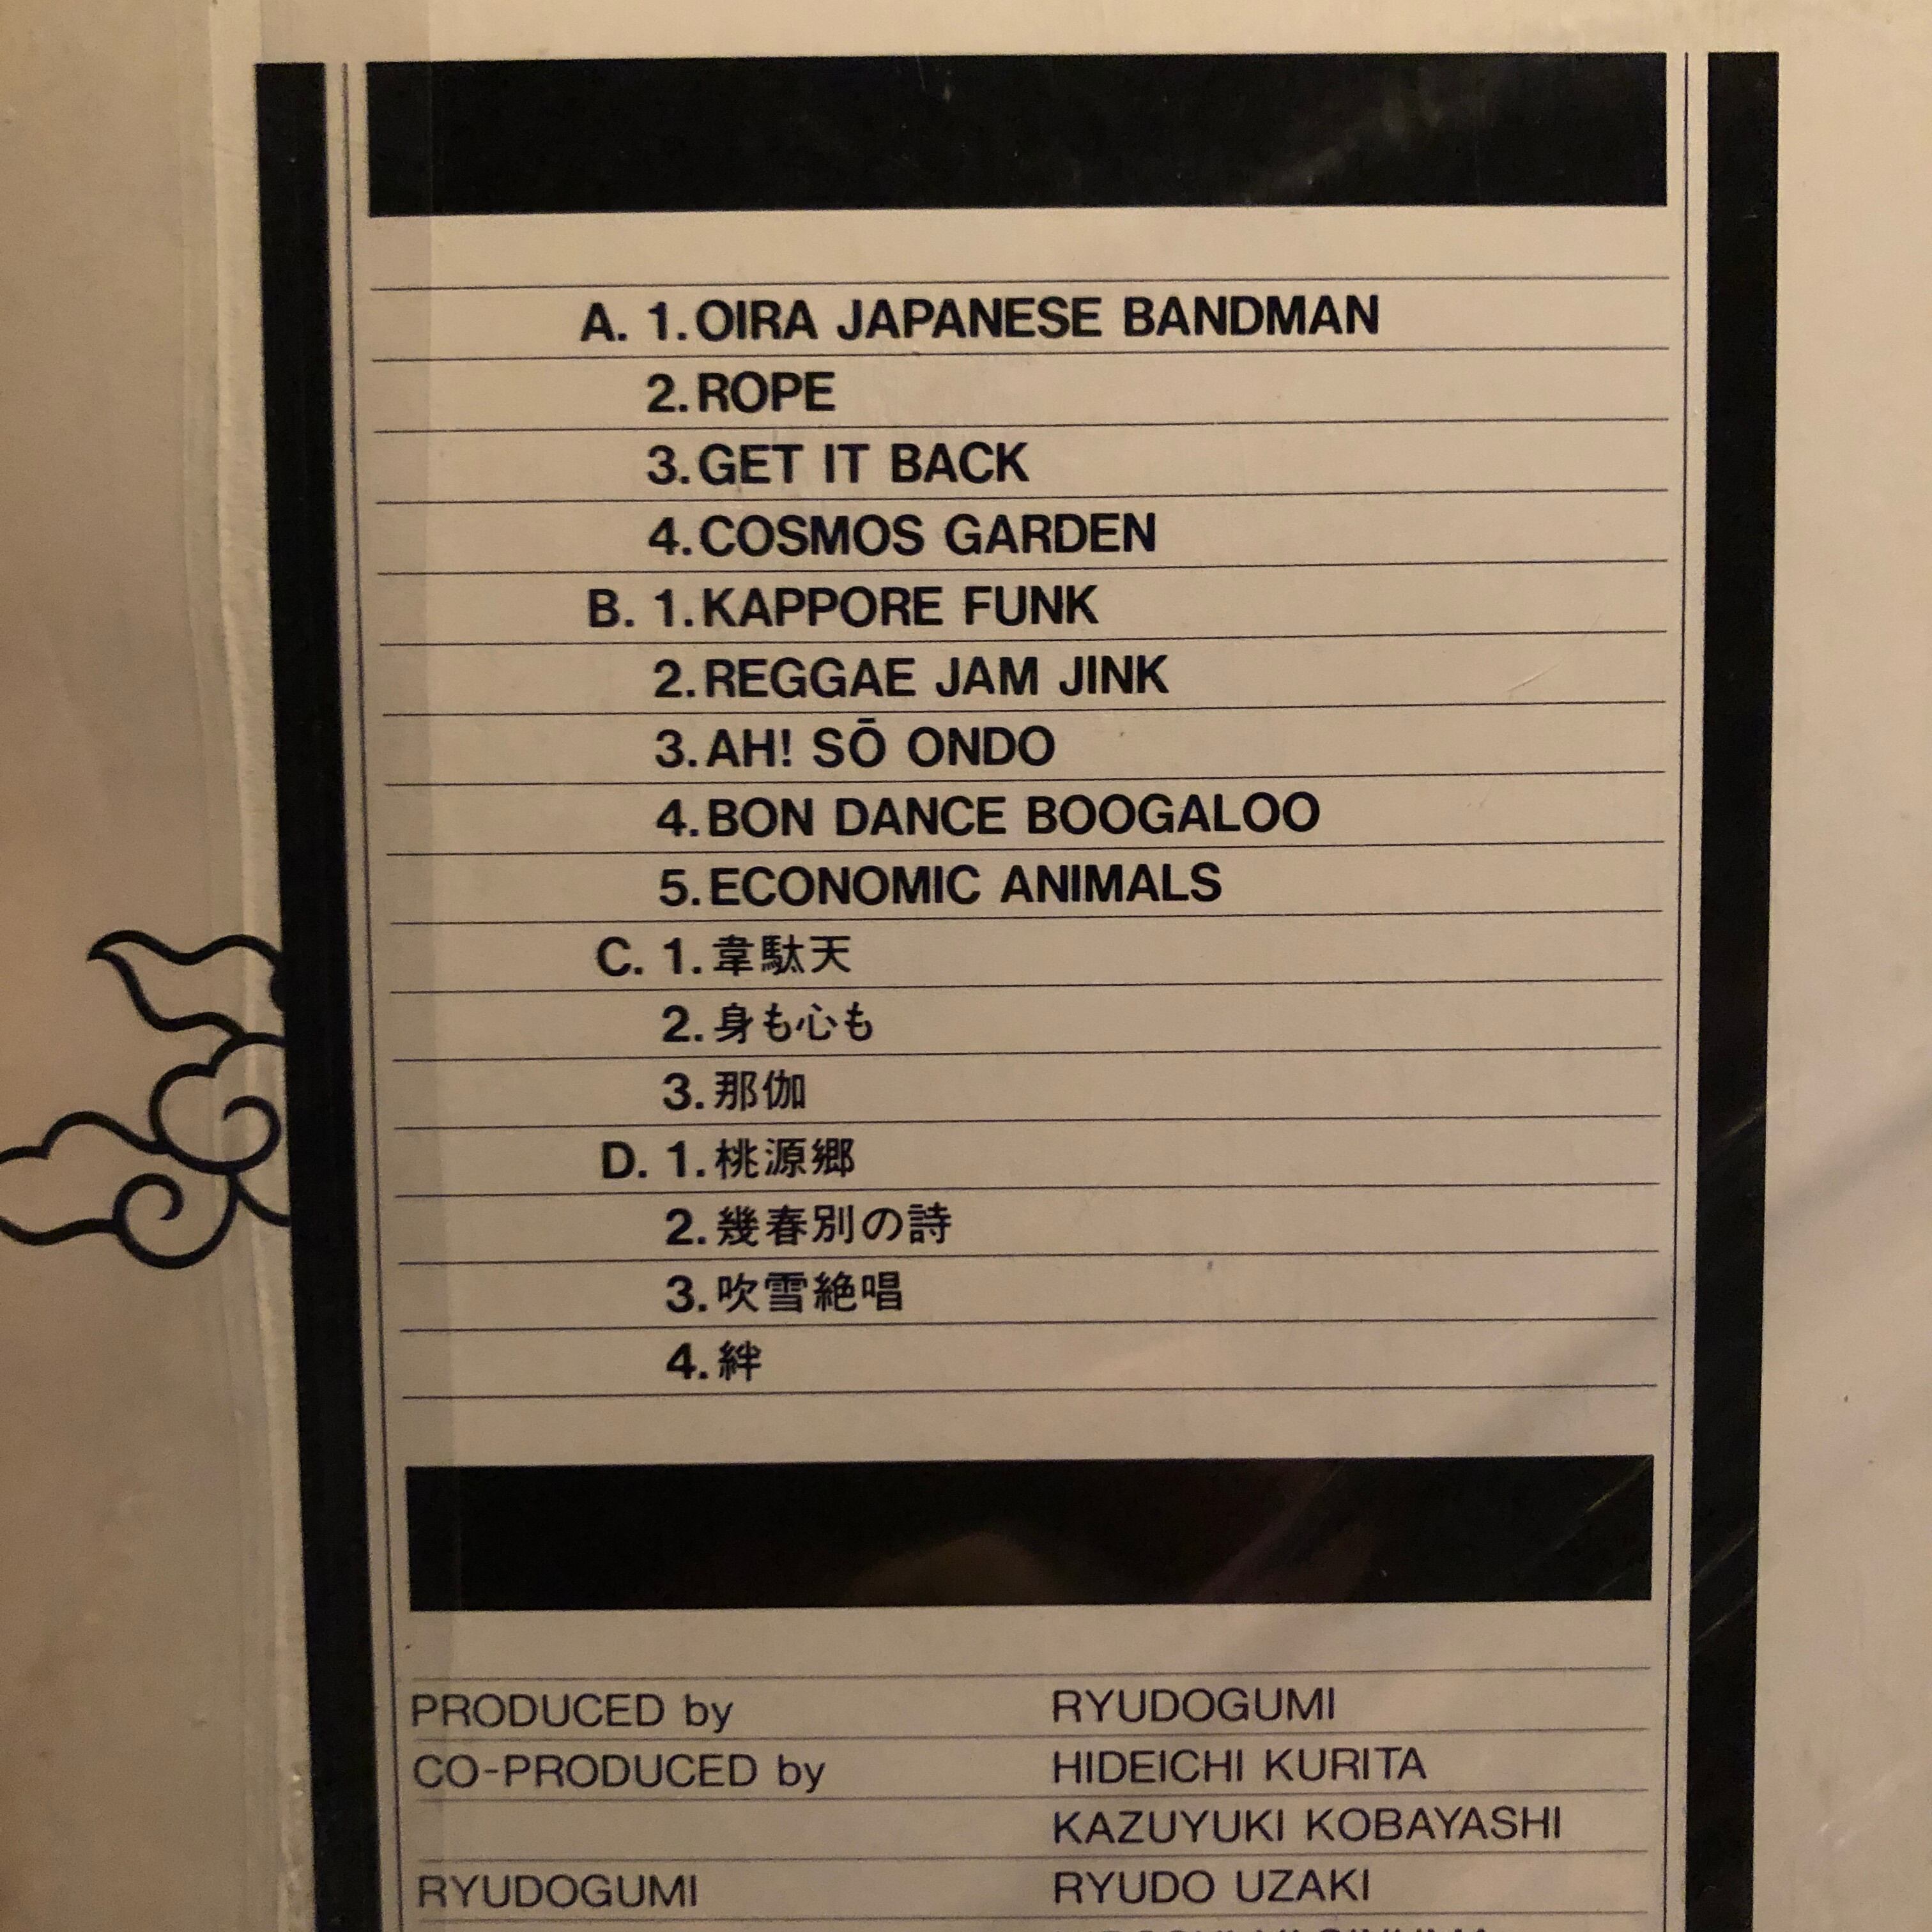 A. 1. OIRA JAPANESE BANDMAN
2. ROPE
3. GET IT BACK
4. COSMOS GARDEN
B. 1. KAPPORE FUNK
2. REGGAE JAM JINK
3. AH! SŌ ONDO
4. BON DANCE BOOGALOO
5. ECONOMIC ANIMALS
C. 1. 韋駄天
2. 身も心も
3. 那伽
D. 1. 桃源郷
2. 幾春別の詩
3. 吹雪絶唱
4. 絆
PRODUCED by RYUDOGUMI
CO-PRODUCED by HIDEICHI KURITA
KAZUYUKI KOBAYASHI
RYUDOGUMI RYUDO UZAKI